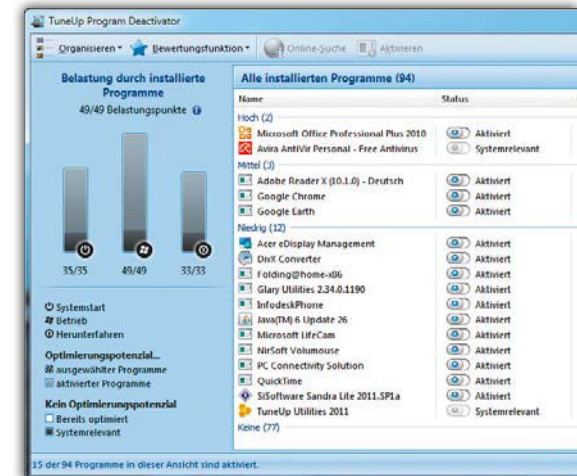 TuneUp Program Deactivator
Organisieren Bewertungsfunktion Online-Suche Aktivieren
Belastung durch installierte
Programme
49/49 Belastungspunkte
35/35 49/49 33/33
Systemstart
Betrieb
Herunterfahren
Optimierungspotenzial...
ausgewählter Programme
aktivierter Programme
Kein Optimierungspotenzial
Bereits optimiert
Systemrelevant
Alle installierten Programme (94)
Name Status
Hoch (2)
Microsoft Office Professional Plus 2010 Aktiviert
Avira AntiVir Personal - Free Antivirus Systemrelevant
Mittel (3)
Adobe Reader X (10.1.0) - Deutsch Aktiviert
Google Chrome Aktiviert
Google Earth Aktiviert
Niedrig (12)
Acer eDisplay Management Aktiviert
DivX Converter Aktiviert
Folding@home-x86 Aktiviert
Glary Utilities 2.34.0.1190 Aktiviert
InfodeskPhone Aktiviert
Java(TM) 6 Update 26 Aktiviert
Microsoft LifeCam Aktiviert
NirSoft Volumouse Aktiviert
PC Connectivity Solution Aktiviert
QuickTime Aktiviert
SiSoftware Sandra Lite 2011.SP1a Aktiviert
TuneUp Utilities 2011 Systemrelevant
Keine (77)
15 der 94 Programme in dieser Ansicht sind aktiviert.